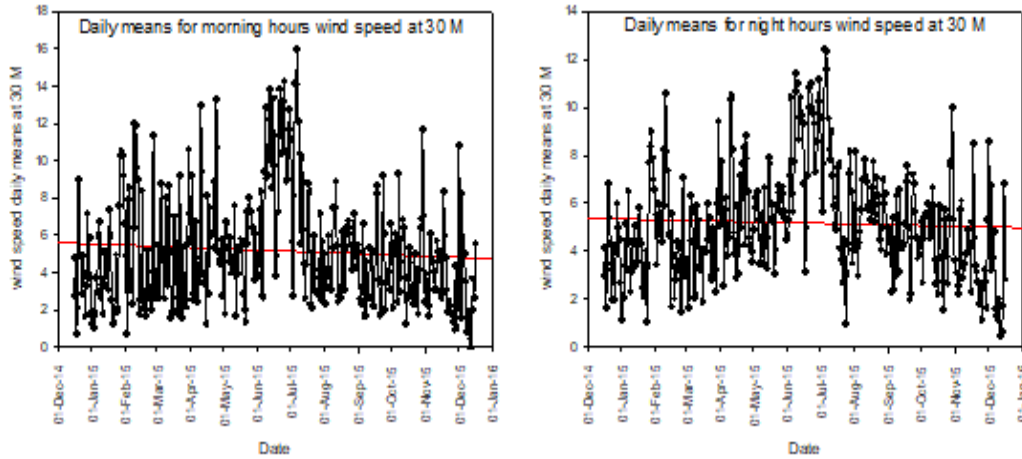 Daily means for morning hours wind speed at 30 M
wind speed daily means at 30 M
18
16
14
12
10
8
6
4
2
0
01-Dec-14
01-Jan-15
01-Feb-15
01-Mar-15
01-Apr-15
01-May-15
01-Jun-15
01-Jul-15
01-Aug-15
01-Sep-15
01-Oct-15
01-Nov-15
01-Dec-15
01-Jan-16
Date
Daily means for night hours wind speed at 30 M
wind speed daily means at 30 M
14
12
10
8
6
4
2
0
01-Dec-14
01-Jan-15
01-Feb-15
01-Mar-15
01-Apr-15
01-May-15
01-Jun-15
01-Jul-15
01-Aug-15
01-Sep-15
01-Oct-15
01-Nov-15
01-Dec-15
Date